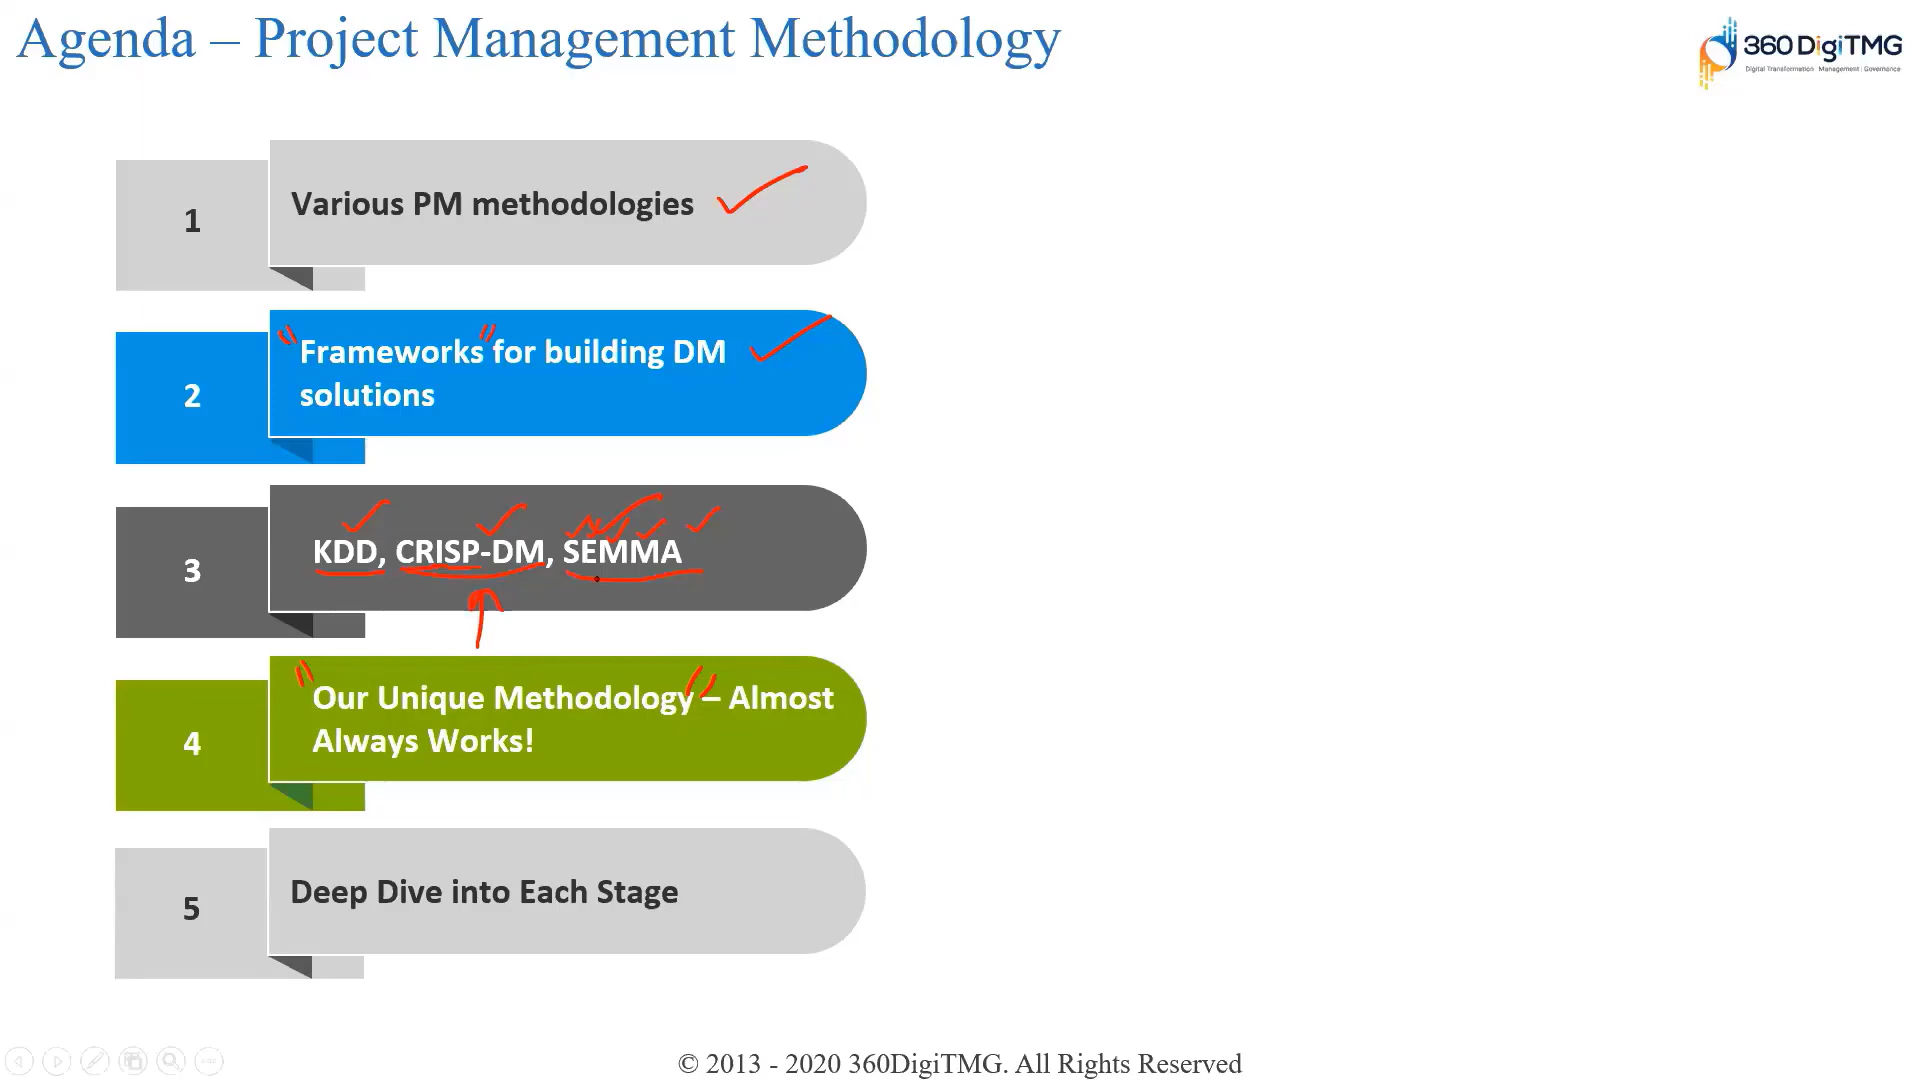 Agenda – Project Management Methodology
360 DigiTMG
Digital Transformation | Management | Governance
1
Various PM methodologies
2
"Frameworks" for building DM
solutions
3
KDD, CRISP-DM, SEMMA
4
"Our Unique Methodology" – Almost
Always Works!
5
Deep Dive into Each Stage
© 2013 - 2020 360DigiTMG. All Rights Reserved